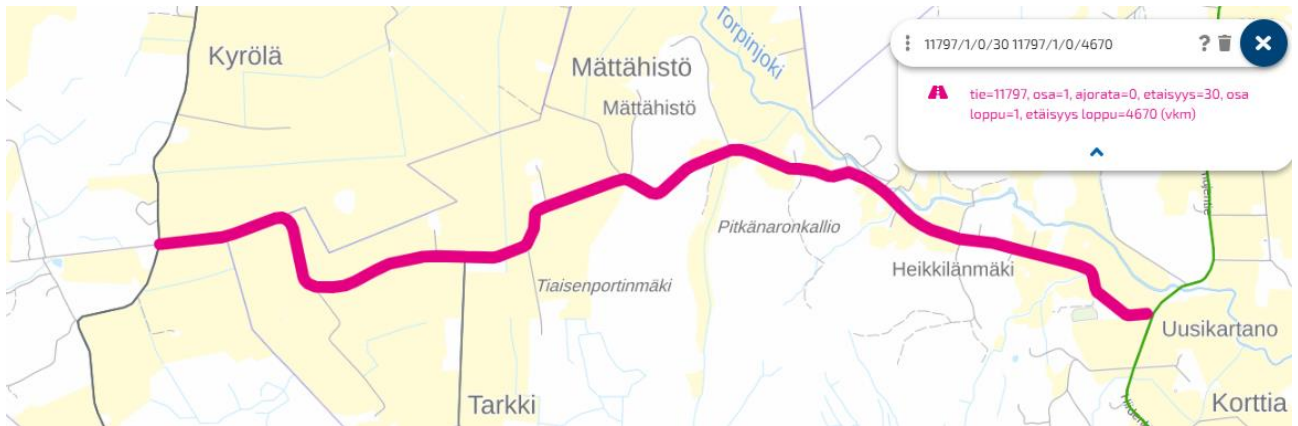 Kyrölä
Mättähistö
Mättähistö
Torpinjoki
11797/1/0/30 11797/1/0/4670
?
tie=11797, osa=1, ajorata=0, etaisyys=30, osa
loppu=1, etäisyys loppu=4670 (vkm)
Pitkänaronkallio
Tiaisenportinmäki
Heikkilänmäki
Uusikartano
Tarkki
Korttia